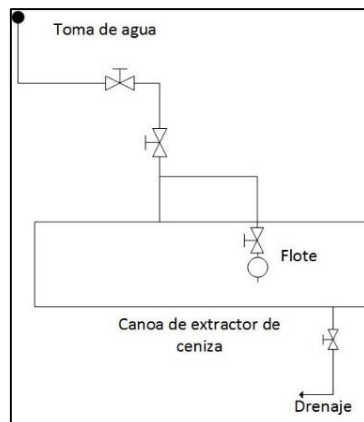 Toma de agua
Flote
Canoa de extractor de
ceniza
Drenaje